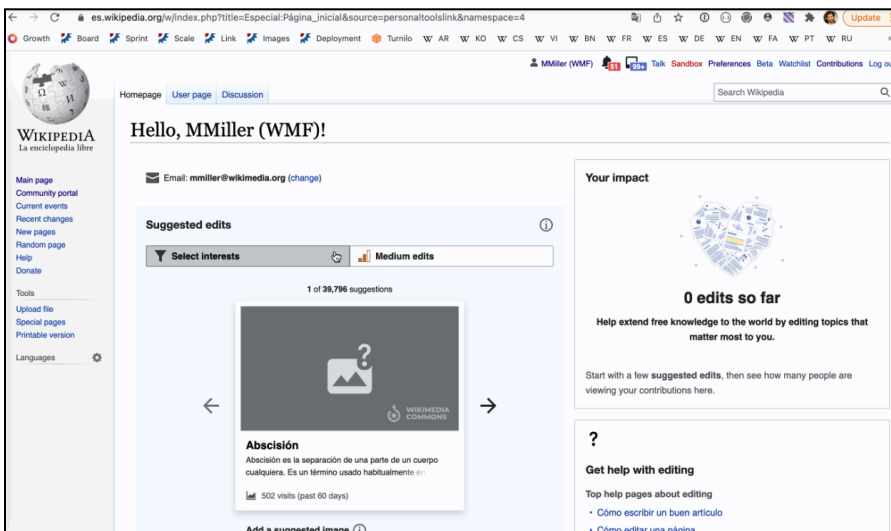 es.wikipedia.org/w/index.php?title=Especial:Página_inicial&source=personaltoolslink&namespace=4
Update
Growth Board Sprint Scale Link Images Deployment Turnilo W AR W KO W CS W VI W BN W FR W ES W DE W EN W FA W PT W RU
MMiller (WMF) 51 99+ Talk Sandbox Preferences Beta Watchlist Contributions Log ou
Homepage User page Discussion
Search Wikipedia
WIKIPEDIA
La enciclopedia libre
Hello, MMiller (WMF)!
Main page
Community portal
Current events
Recent changes
New pages
Random page
Help
Donate
Tools
Upload file
Special pages
Printable version
Languages
Email: mmiller@wikimedia.org (change)
Suggested edits
Select interests
Medium edits
1 of 39,796 suggestions
WIKIMEDIA
COMMONS
Abscisión
Abscisión es la separación de una parte de un cuerpo
cualquiera. Es un término usado habitualmente en
502 visits (past 60 days)
Add a suggested image
Your impact
0 edits so far
Help extend free knowledge to the world by editing topics that
matter most to you.
Start with a few suggested edits, then see how many people are
viewing your contributions here.
?
Get help with editing
Top help pages about editing
• Cómo escribir un buen artículo
• Cómo editar una página